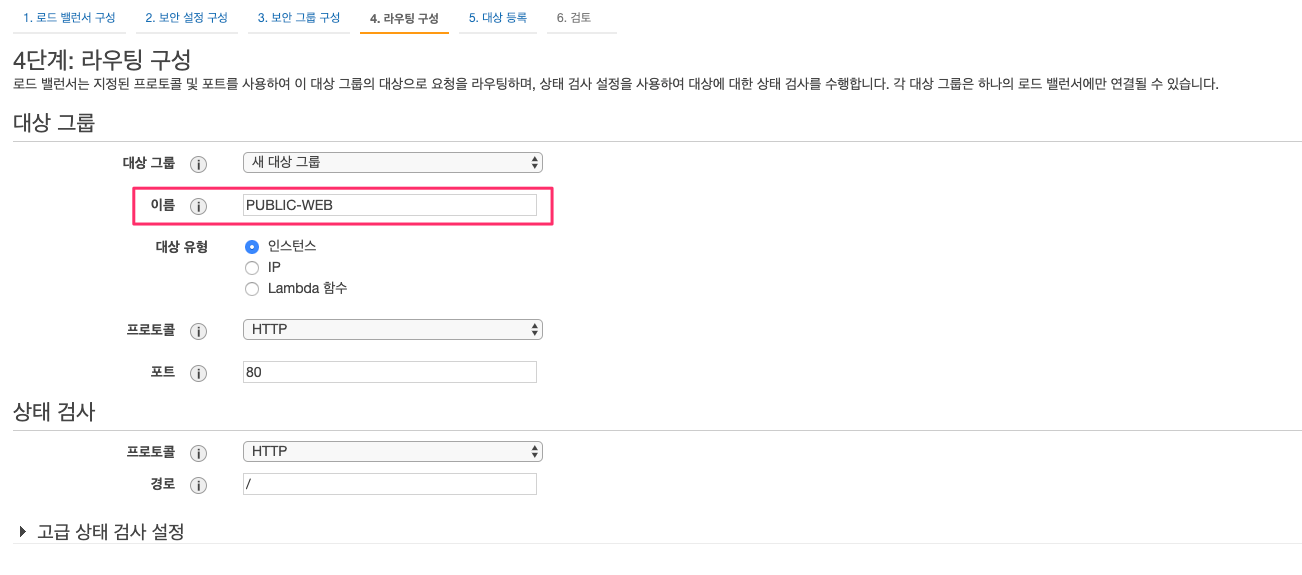 1. 로드 밸런서 구성 2. 보안 설정 구성 3. 보안 그룹 구성 4. 라우팅 구성 5. 대상 등록 6. 검토
4단계: 라우팅 구성
로드 밸런서는 지정된 프로토콜 및 포트를 사용하여 이 대상 그룹의 대상으로 요청을 라우팅하며, 상태 검사 설정을 사용하여 대상에 대한 상태 검사를 수행합니다. 각 대상 그룹은 하나의 로드 밸런서에만 연결될 수 있습니다.
대상 그룹
대상 그룹 i 새 대상 그룹
이름 i PUBLIC-WEB
대상 유형 인스턴스
IP
Lambda 함수
프로토콜 i HTTP
포트 i 80
상태 검사
프로토콜 i HTTP
경로 i /
고급 상태 검사 설정